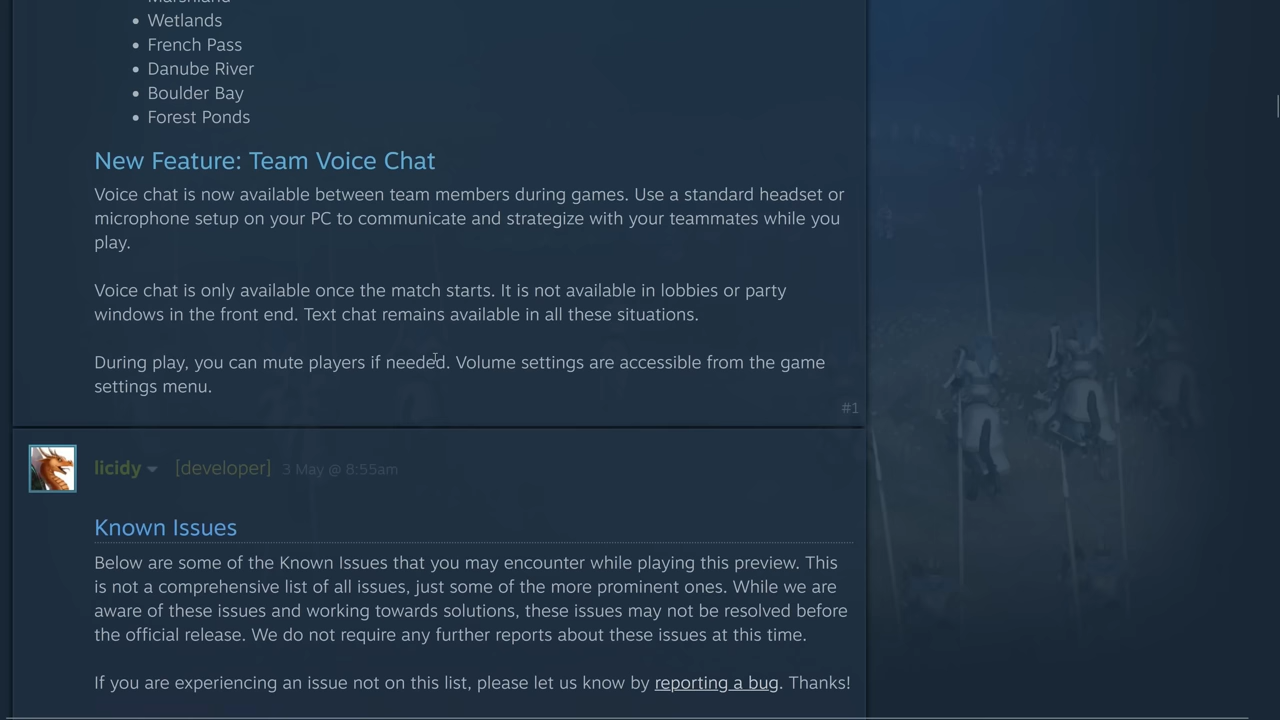 Marshland
Wetlands
French Pass
Danube River
Boulder Bay
Forest Ponds
New Feature: Team Voice Chat
Voice chat is now available between team members during games. Use a standard headset or
microphone setup on your PC to communicate and strategize with your teammates while you
play.
Voice chat is only available once the match starts. It is not available in lobbies or party
windows in the front end. Text chat remains available in all these situations.
During play, you can mute players if needed. Volume settings are accessible from the game
settings menu.
#1
licidy [developer] 3 May @ 8:55am
Known Issues
Below are some of the Known Issues that you may encounter while playing this preview. This
is not a comprehensive list of all issues, just some of the more prominent ones. While we are
aware of these issues and working towards solutions, these issues may not be resolved before
the official release. We do not require any further reports about these issues at this time.
If you are experiencing an issue not on this list, please let us know by reporting a bug. Thanks!